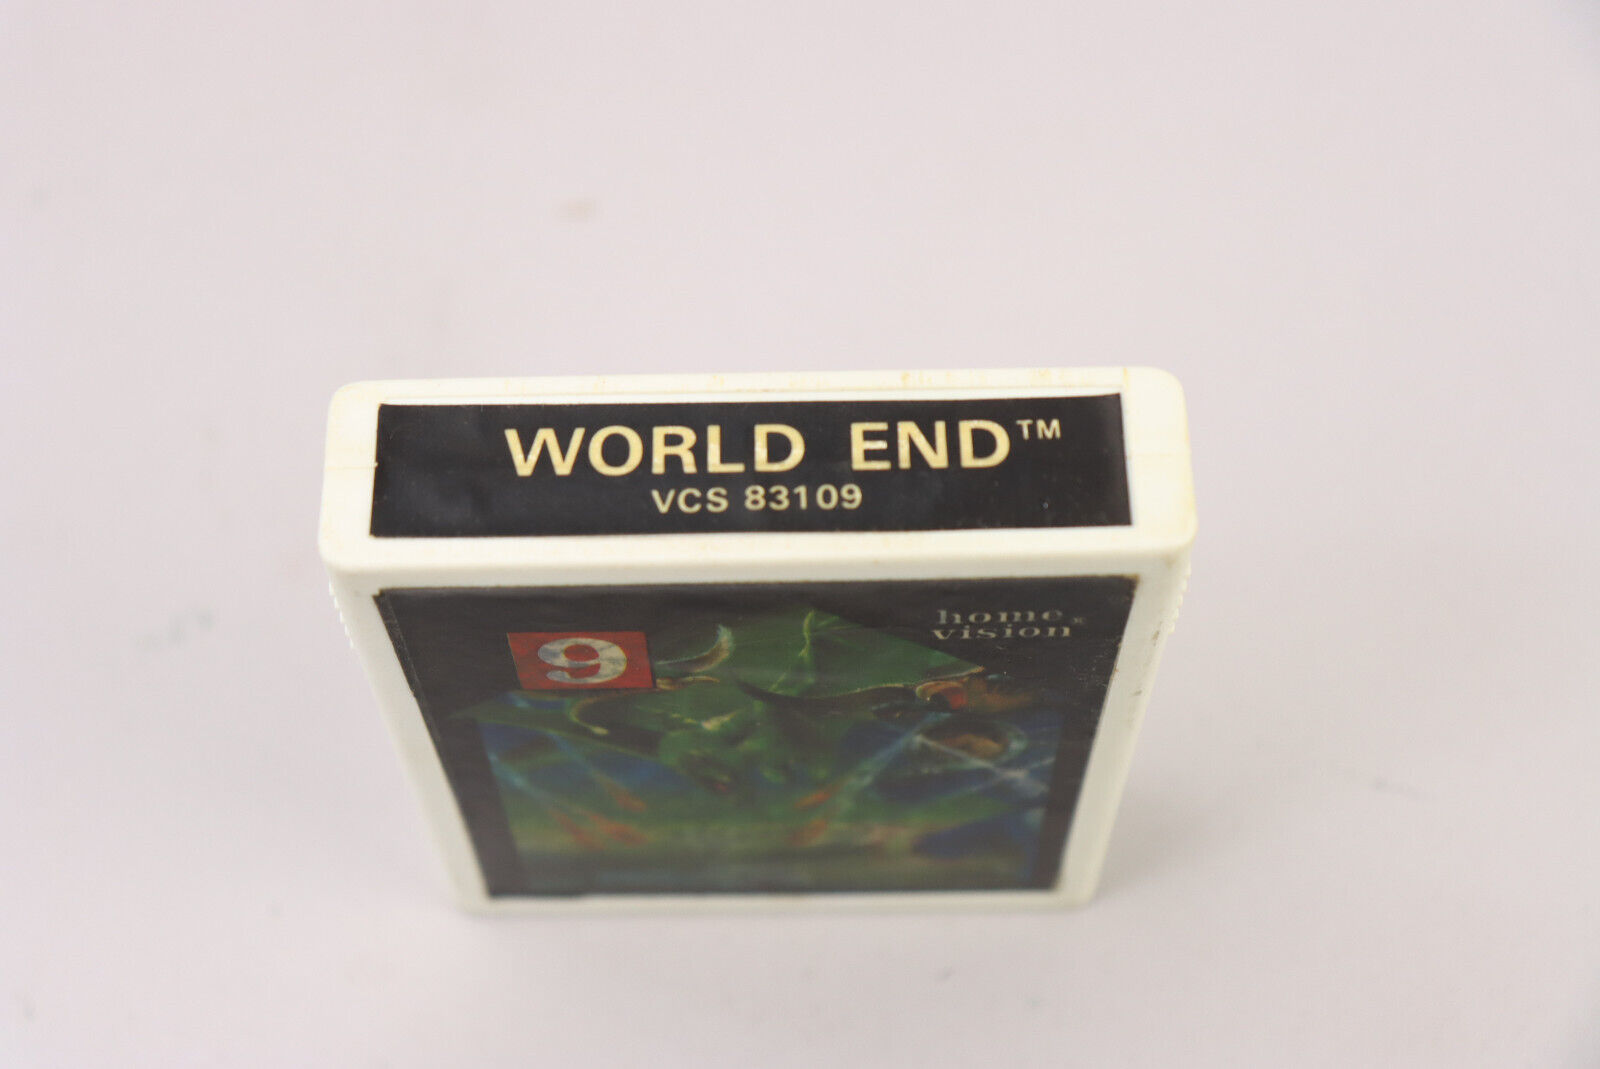 WORLD END™
VCS 83109
9
home x
vision